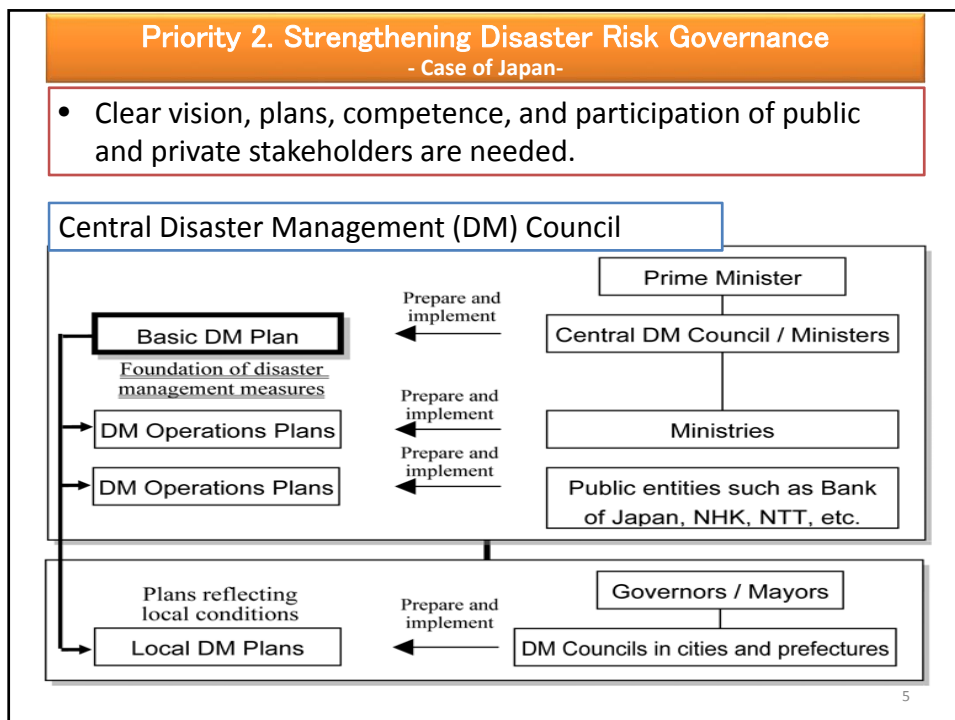 Priority 2. Strengthening Disaster Risk Governance
- Case of Japan-
• Clear vision, plans, competence, and participation of public
and private stakeholders are needed.
Central Disaster Management (DM) Council
Prime Minister
Prepare and
implement
Basic DM Plan
Central DM Council / Ministers
Foundation of disaster
management measures
Prepare and
implement
DM Operations Plans
Ministries
Prepare and
implement
DM Operations Plans
Public entities such as Bank
of Japan, NHK, NTT, etc.
Plans reflecting
local conditions
Prepare and
implement
Governors / Mayors
Local DM Plans
DM Councils in cities and prefectures
5